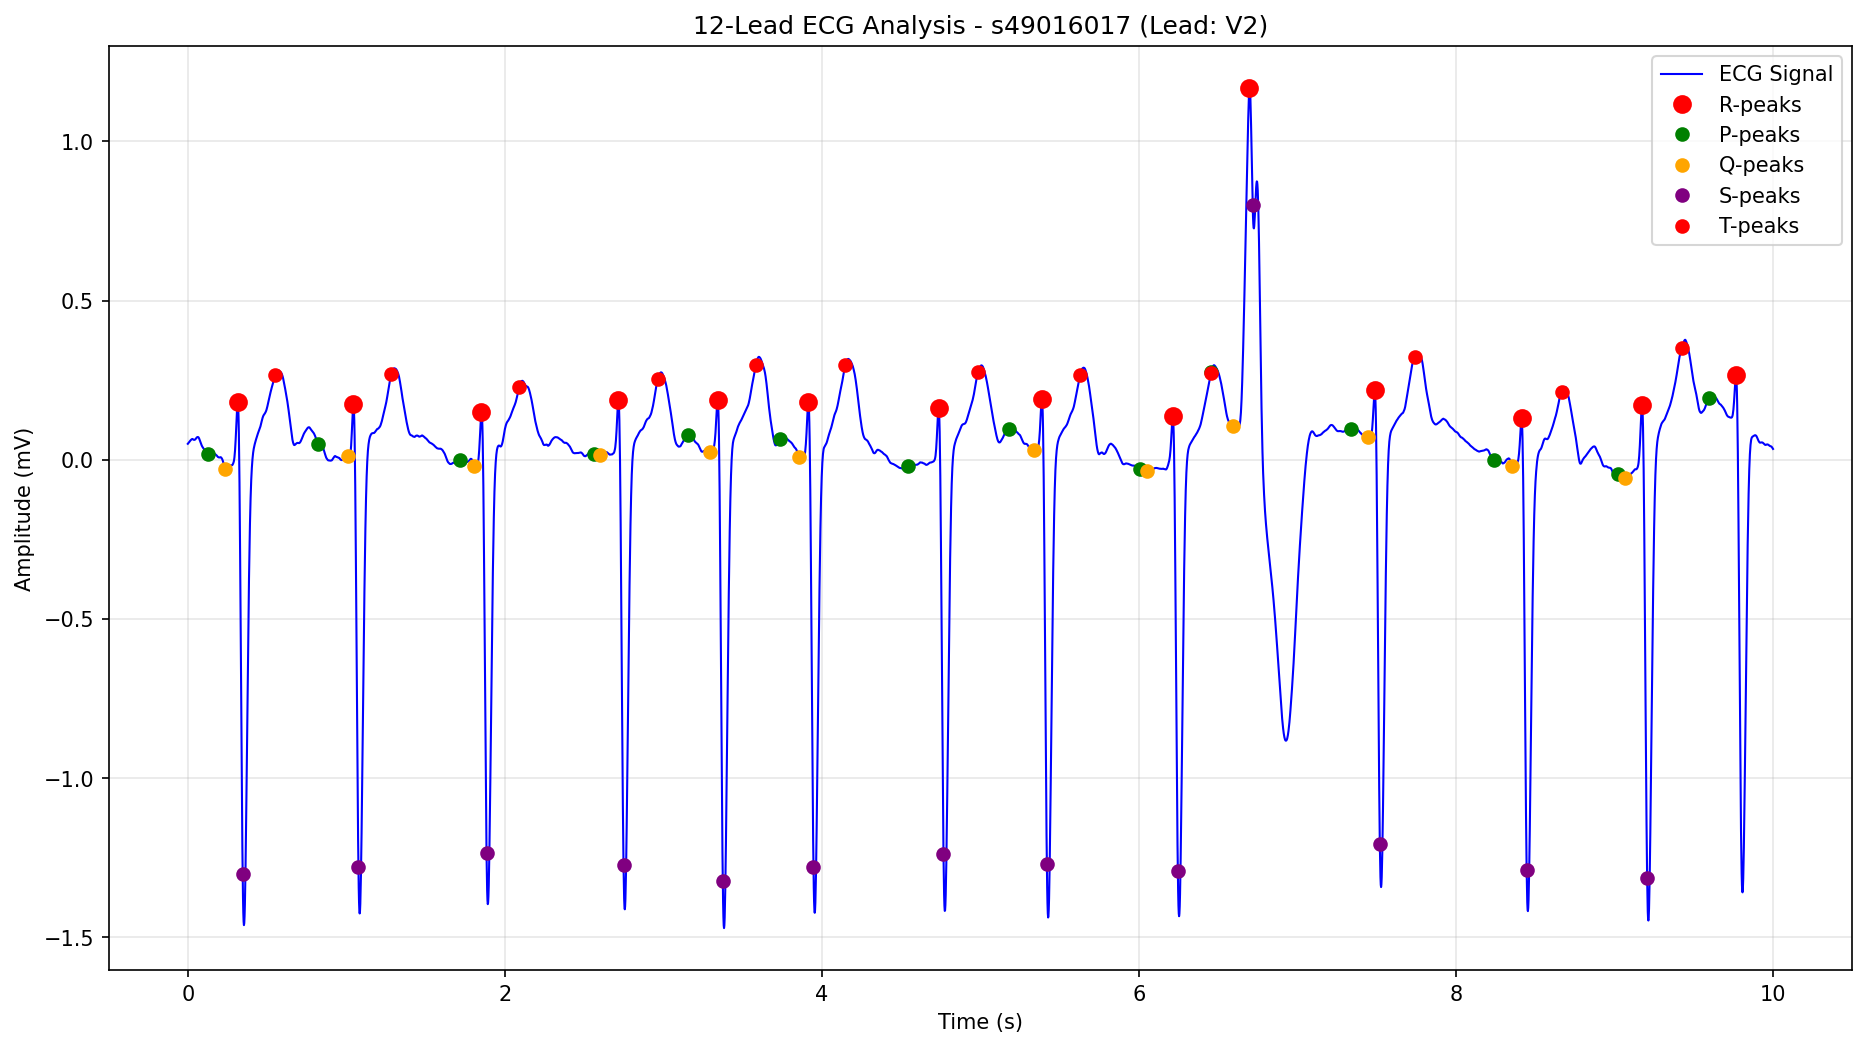 12-Lead ECG Analysis - s49016017 (Lead: V2)
ECG Signal
R-peaks
P-peaks
Q-peaks
S-peaks
T-peaks
Amplitude (mV)
1.0
0.5
0.0
−0.5
−1.0
−1.5
0 2 4 6 8 10
Time (s)